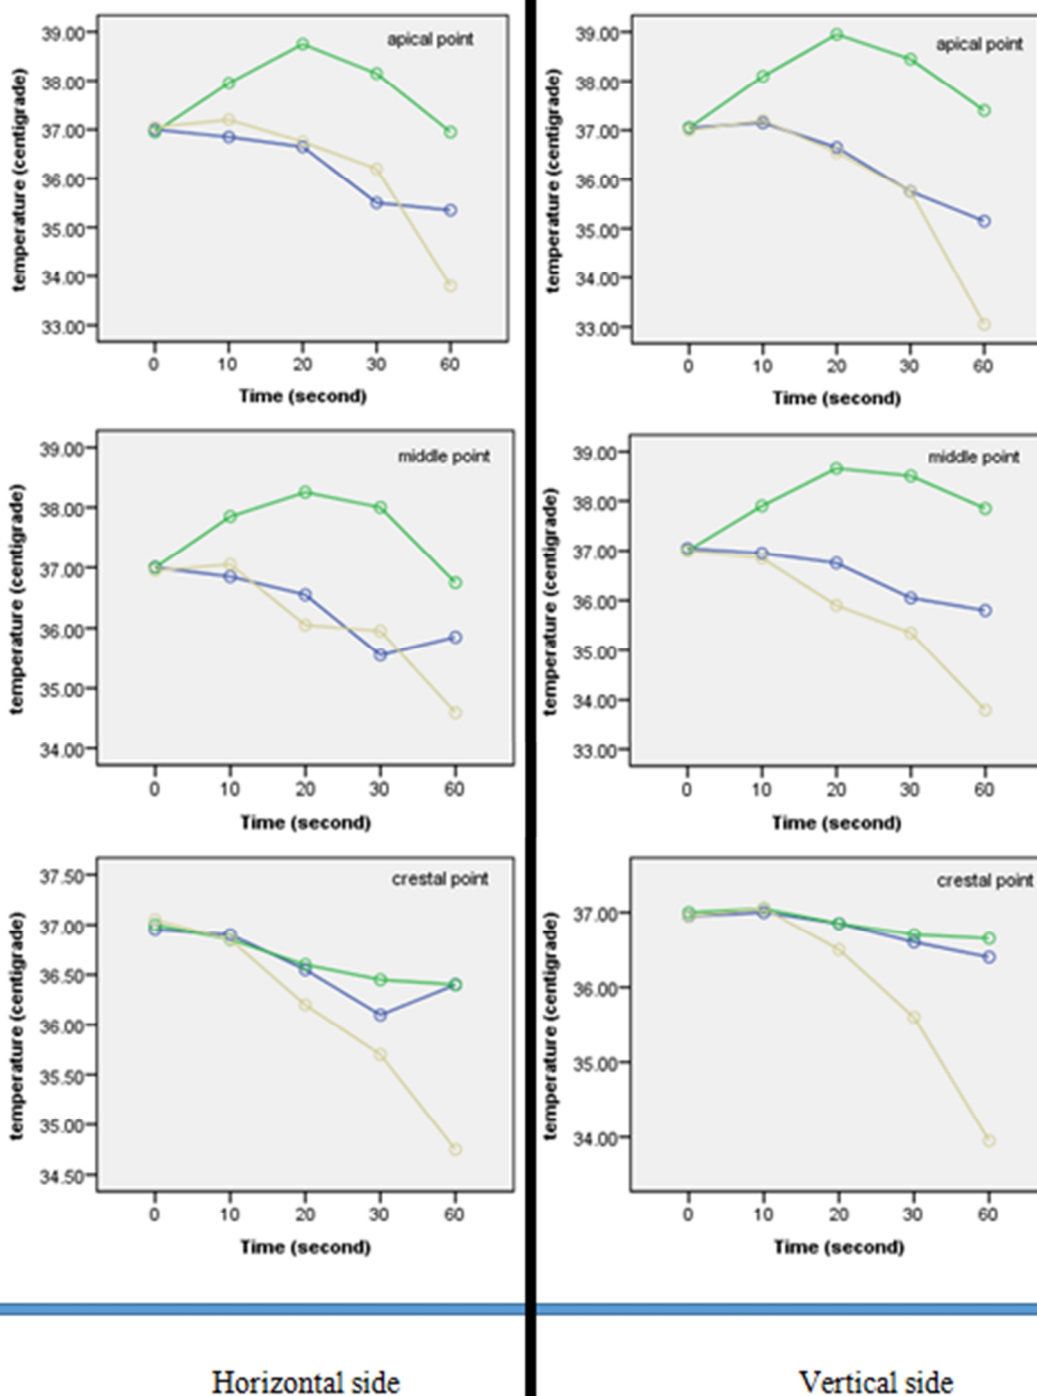 39.00
38.00
37.00
36.00
35.00
34.00
33.00
temperature (centigrade)
apical point
0 10 20 30 60
Time (second)
39.00
38.00
37.00
36.00
35.00
34.00
33.00
temperature (centigrade)
apical point
0 10 20 30 60
Time (second)
39.00
38.00
37.00
36.00
35.00
34.00
temperature (centigrade)
middle point
0 10 20 30 60
Time (second)
39.00
38.00
37.00
36.00
35.00
34.00
33.00
temperature (centigrade)
middle point
0 10 20 30 60
Time (second)
37.50
37.00
36.50
36.00
35.50
35.00
34.50
temperature (centigrade)
crestal point
0 10 20 30 60
Time (second)
37.00
36.00
35.00
34.00
temperature (centigrade)
crestal point
0 10 20 30 60
Time (second)
Horizontal side
Vertical side